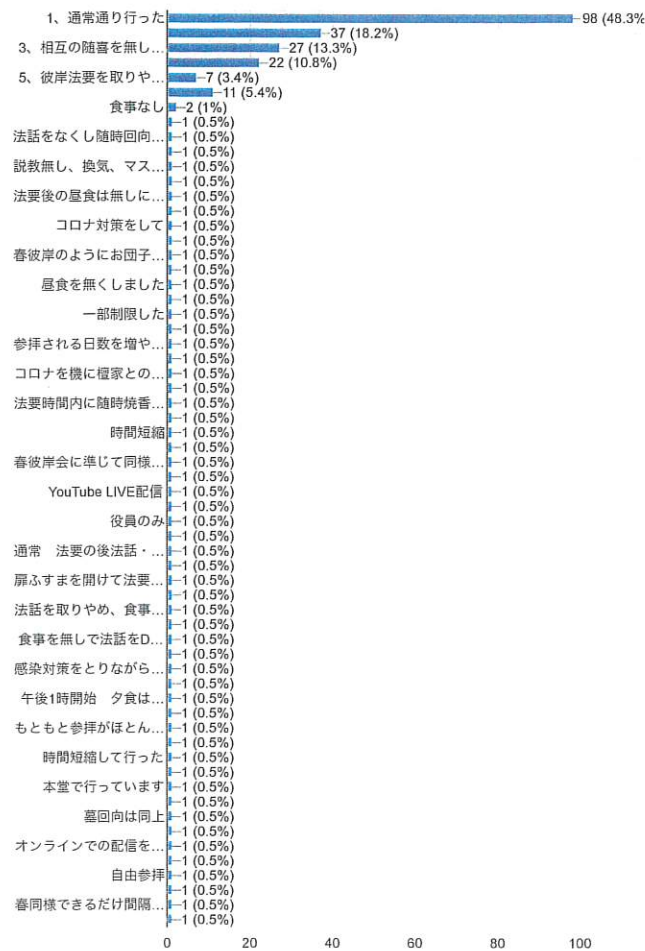 1、通常通り行った 98 (48.3%
37 (18.2%)
3、相互の随喜を無し... 27 (13.3%)
22 (10.8%)
5、彼岸法要を取りや... 7 (3.4%)
11 (5.4%)
食事なし 2 (1%)
1 (0.5%)
法話をなくし随時回向... 1 (0.5%)
1 (0.5%)
説教無し、換気、マス... 1 (0.5%)
1 (0.5%)
法要後の昼食は無しに... 1 (0.5%)
1 (0.5%)
コロナ対策をして 1 (0.5%)
1 (0.5%)
春彼岸のようにお団子... 1 (0.5%)
1 (0.5%)
昼食を無くしました 1 (0.5%)
1 (0.5%)
一部制限した 1 (0.5%)
1 (0.5%)
参拝される日数を増や... 1 (0.5%)
1 (0.5%)
コロナを機に檀家との... 1 (0.5%)
1 (0.5%)
法要時間内に随時焼香... 1 (0.5%)
1 (0.5%)
時間短縮 1 (0.5%)
1 (0.5%)
春彼岸会に準じて同様... 1 (0.5%)
1 (0.5%)
YouTube LIVE配信 1 (0.5%)
1 (0.5%)
役員のみ 1 (0.5%)
1 (0.5%)
通常 法要の後法話・... 1 (0.5%)
1 (0.5%)
扉ふすまを開けて法要... 1 (0.5%)
1 (0.5%)
法話を取りやめ、食事... 1 (0.5%)
1 (0.5%)
食事を無しで法話をD... 1 (0.5%)
1 (0.5%)
感染対策をとりながら... 1 (0.5%)
1 (0.5%)
午後1時開始 夕食は... 1 (0.5%)
1 (0.5%)
もともと参拝がほとん... 1 (0.5%)
1 (0.5%)
時間短縮して行った 1 (0.5%)
1 (0.5%)
本堂で行っています 1 (0.5%)
1 (0.5%)
墓回向は同上 1 (0.5%)
1 (0.5%)
オンラインでの配信を... 1 (0.5%)
1 (0.5%)
自由参拝 1 (0.5%)
1 (0.5%)
春同様できるだけ間隔... 1 (0.5%)
1 (0.5%)
0 20 40 60 80 100